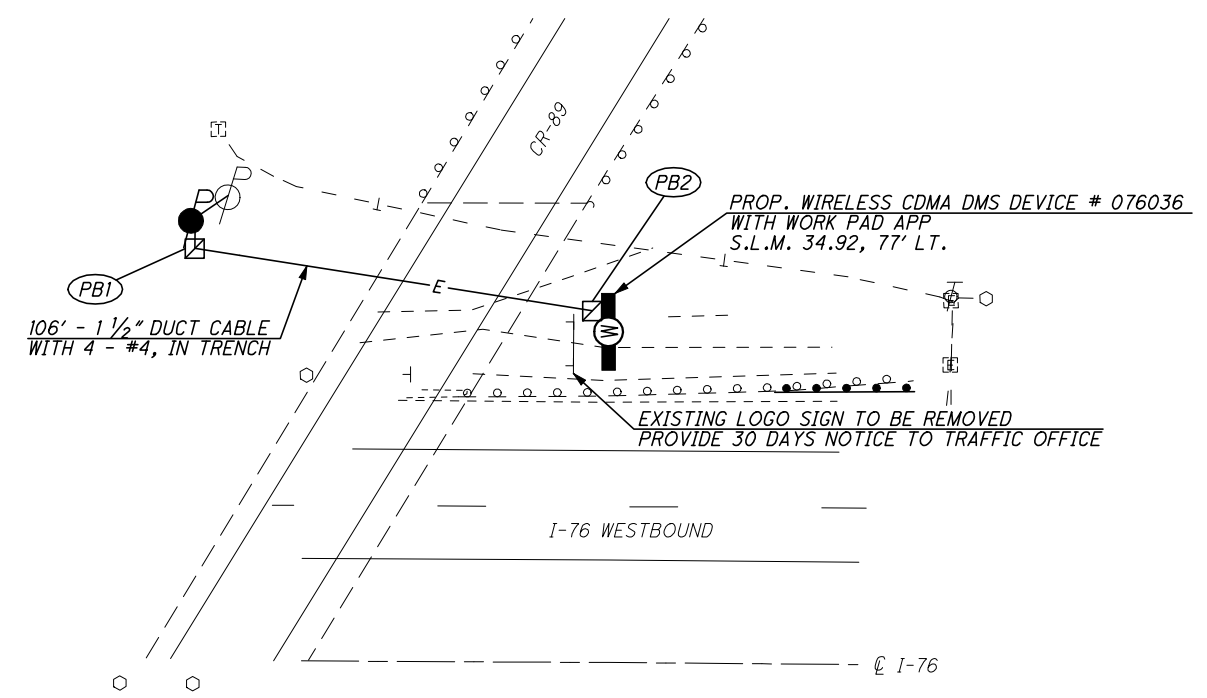 T
CR-89
PB2
PROP. WIRELESS CDMA DMS DEVICE # 076036
WITH WORK PAD APP
S.L.M. 34.92, 77' LT.
PB1
E
106' - 1 1/2" DUCT CABLE
WITH 4 - #4, IN TRENCH
W
E
EXISTING LOGO SIGN TO BE REMOVED
PROVIDE 30 DAYS NOTICE TO TRAFFIC OFFICE
I-76 WESTBOUND
℄ I-76